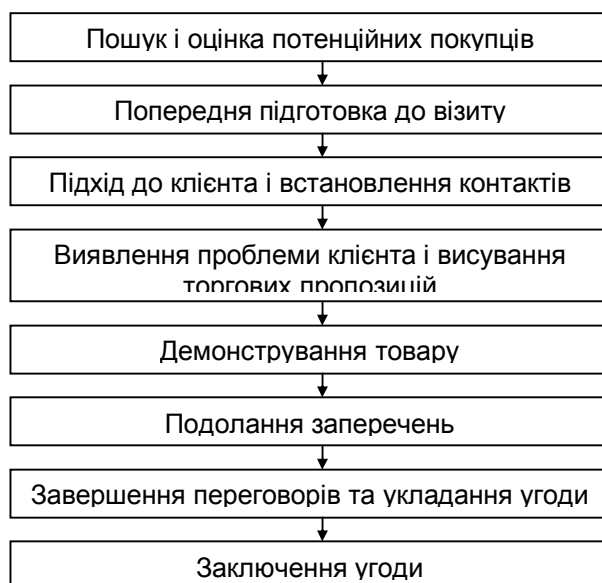 Пошук і оцінка потенційних покупців
Попередня підготовка до візиту
Підхід до клієнта і встановлення контактів
Виявлення проблеми клієнта і висування
торгових пропозицій
Демонстрування товару
Подолання заперечень
Завершення переговорів та укладання угоди
Заключення угоди